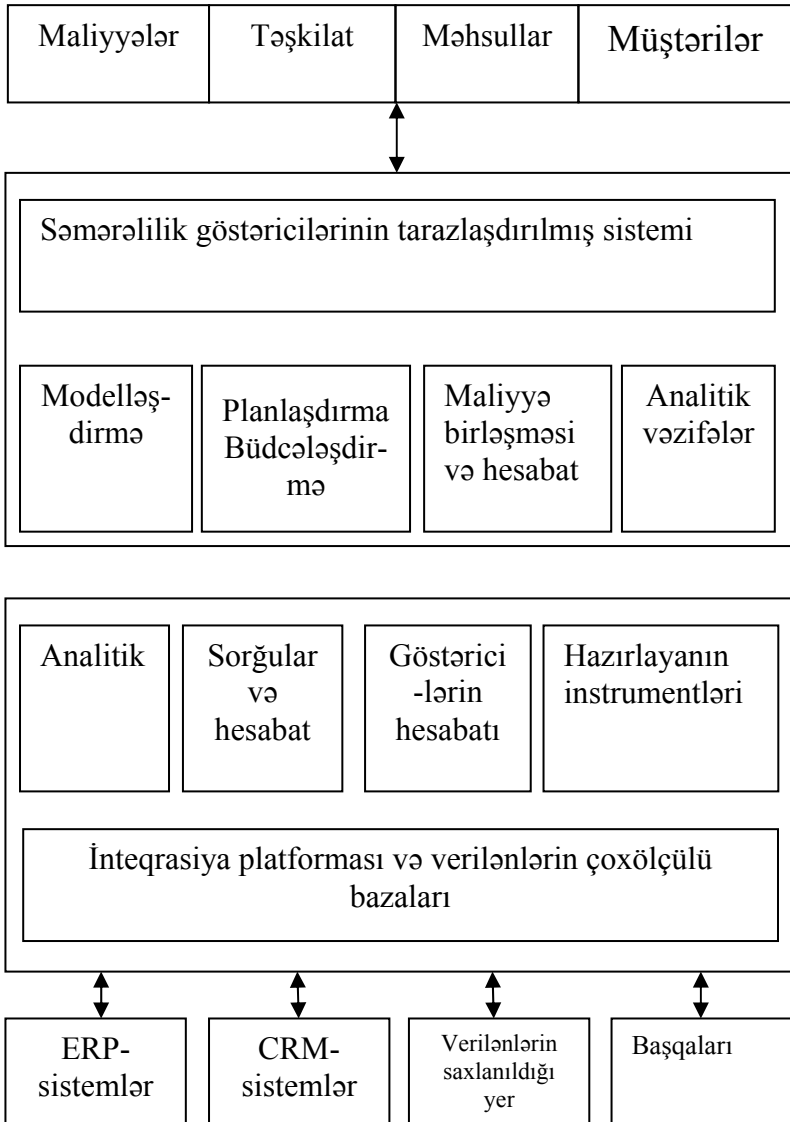 Maliyyələr
Təşkilat
Məhsullar
Müştərilər
Səmərəlilik göstəricilərinin tarazlaşdırılmış sistemi
Modelləş-
dirmə
Planlaşdırma
Büdcələşdir-
mə
Maliyyə
birləşməsi
və hesabat
Analitik
vəzifələr
Analitik
Sorğular
və
hesabat
Göstərici
-lərin
hesabatı
Hazırlayanın
instrumentləri
İnteqrasiya platforması və verilənlərin çoxölçülü
bazaları
ERP-
sistemlər
CRM-
sistemlər
Verilənlərin
saxlanıldığı
yer
Başqaları